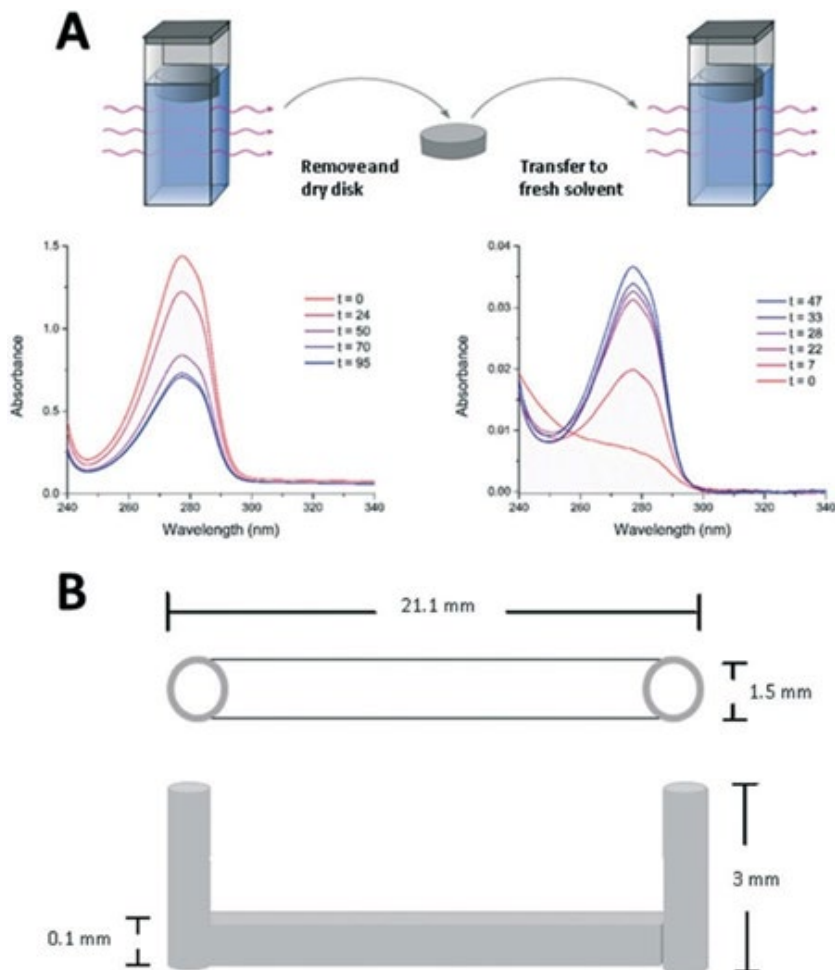 A
Remove and
dry disk
Transfer to
fresh solvent
1.5
1.0
0.5
0.0
Absorbance
t = 0
t = 24
t = 50
t = 70
t = 95
240 260 280 300 320 340
Wavelength (nm)
0.04
0.03
0.02
0.01
0.00
Absorbance
t = 47
t = 33
t = 28
t = 22
t = 7
t = 0
240 260 280 300 320 340
Wavelength (nm)
B
21.1 mm
1.5 mm
3 mm
0.1 mm